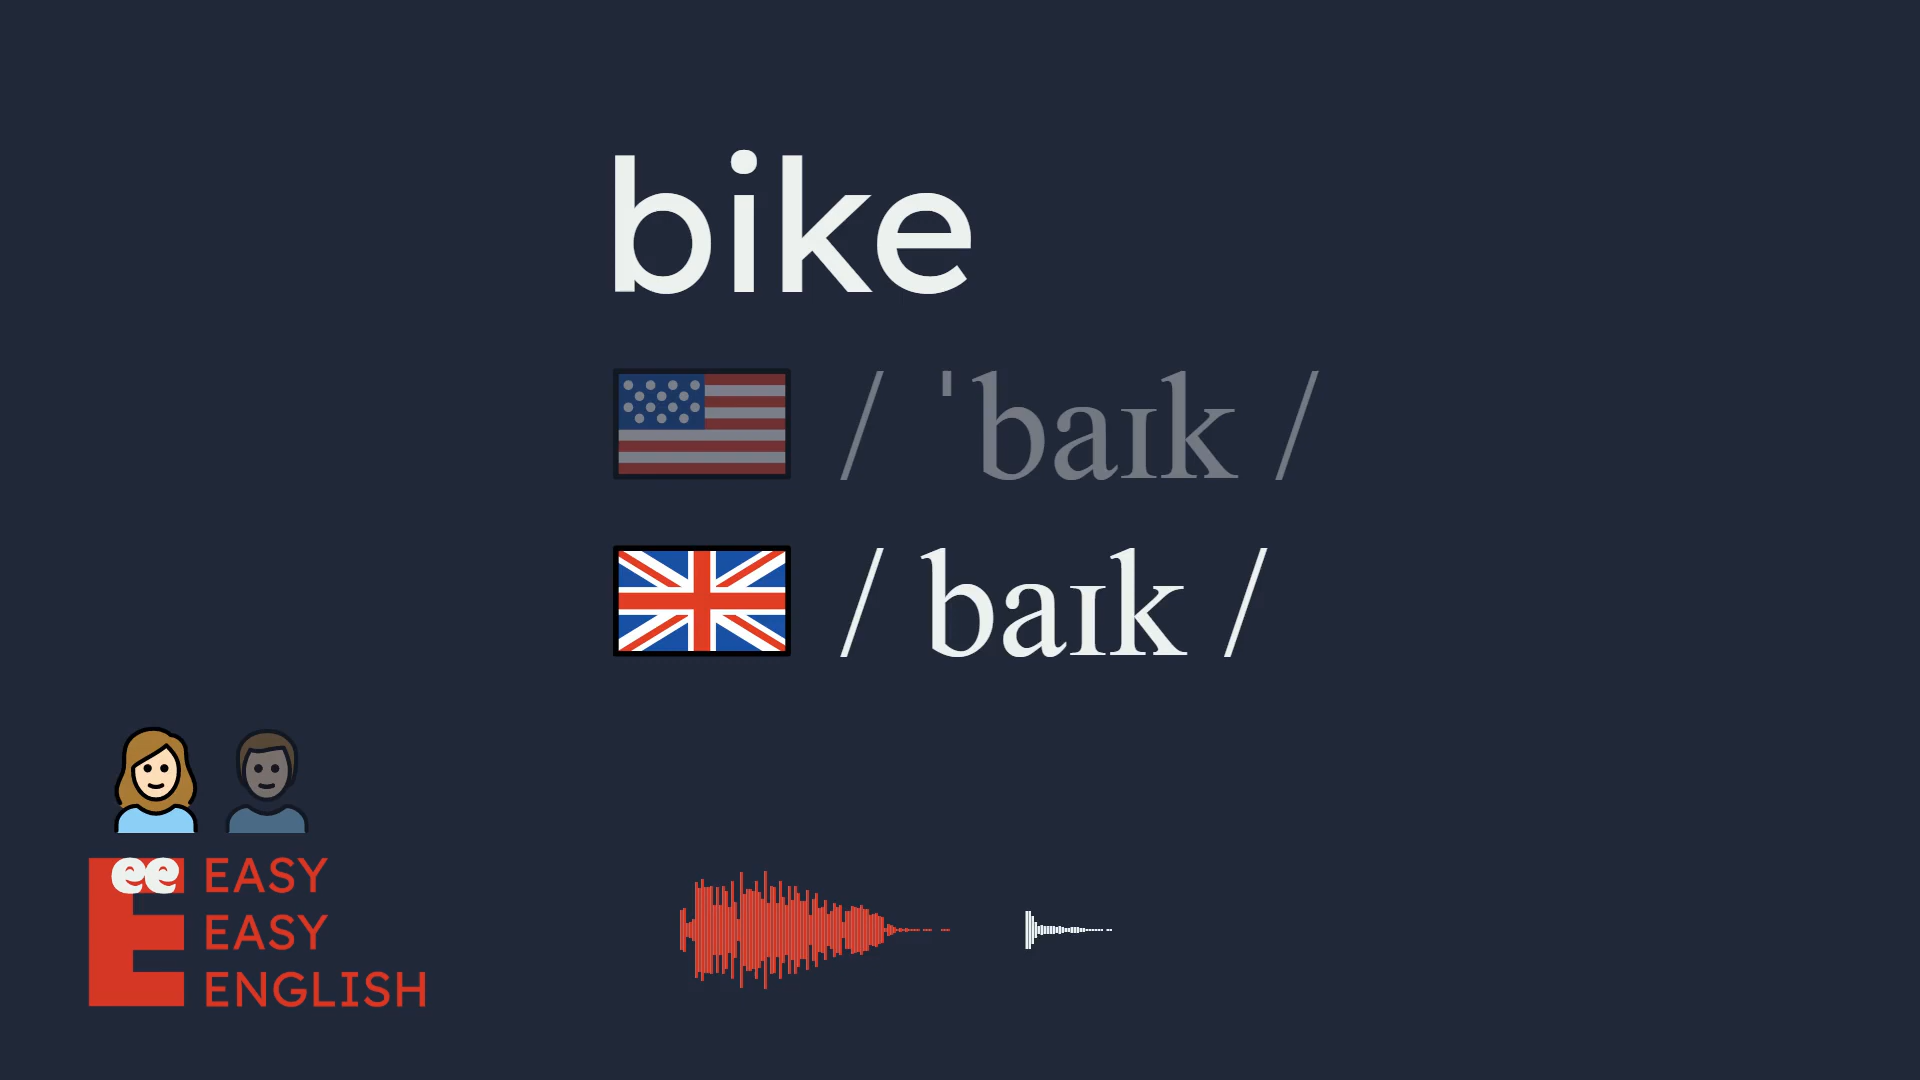 bike
/ ˈbaɪk /
/ baɪk /
ee
EASY
EASY
ENGLISH